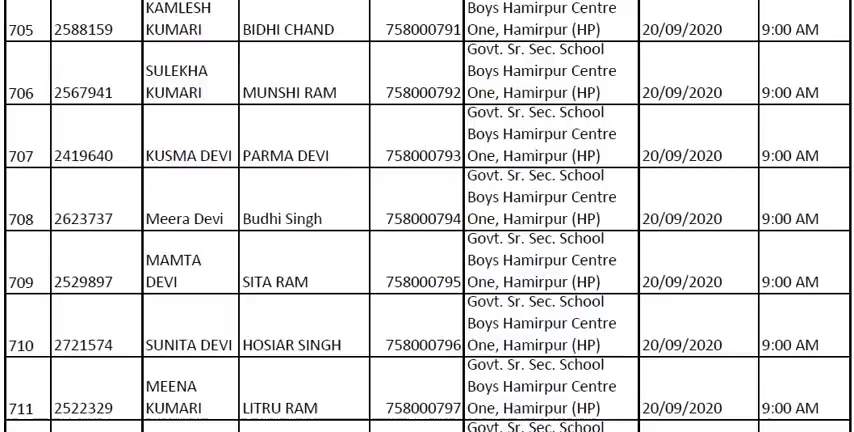 KAMLESH Boys Hamirpur Centre
705 2588159 KUMARI BIDHI CHAND 758000791 One, Hamirpur (HP) 20/09/2020 9:00 AM
Govt. Sr. Sec. School
SULEKHA Boys Hamirpur Centre
706 2567941 KUMARI MUNSHI RAM 758000792 One, Hamirpur (HP) 20/09/2020 9:00 AM
Govt. Sr. Sec. School
Boys Hamirpur Centre
707 2419640 KUSMA DEVI PARMA DEVI 758000793 One, Hamirpur (HP) 20/09/2020 9:00 AM
Govt. Sr. Sec. School
Boys Hamirpur Centre
708 2623737 Meera Devi Budhi Singh 758000794 One, Hamirpur (HP) 20/09/2020 9:00 AM
Govt. Sr. Sec. School
MAMTA Boys Hamirpur Centre
709 2529897 DEVI SITA RAM 758000795 One, Hamirpur (HP) 20/09/2020 9:00 AM
Govt. Sr. Sec. School
Boys Hamirpur Centre
710 2721574 SUNITA DEVI HOSIAR SINGH 758000796 One, Hamirpur (HP) 20/09/2020 9:00 AM
Govt. Sr. Sec. School
MEENA Boys Hamirpur Centre
711 2522329 KUMARI LITRU RAM 758000797 One, Hamirpur (HP) 20/09/2020 9:00 AM
Govt. Sr. Sec. School